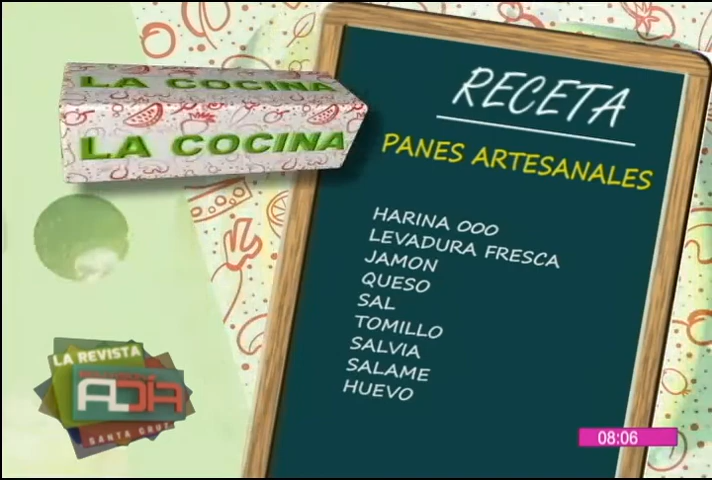 LA COCINA
LA COCINA
RECETA
PANES ARTESANALES
HARINA 000
LEVADURA FRESCA
JAMON
QUESO
SAL
TOMILLO
SALVIA
SALAME
HUEVO
LA REVISTA
ALDIA
SANTA CRUZ
08:06